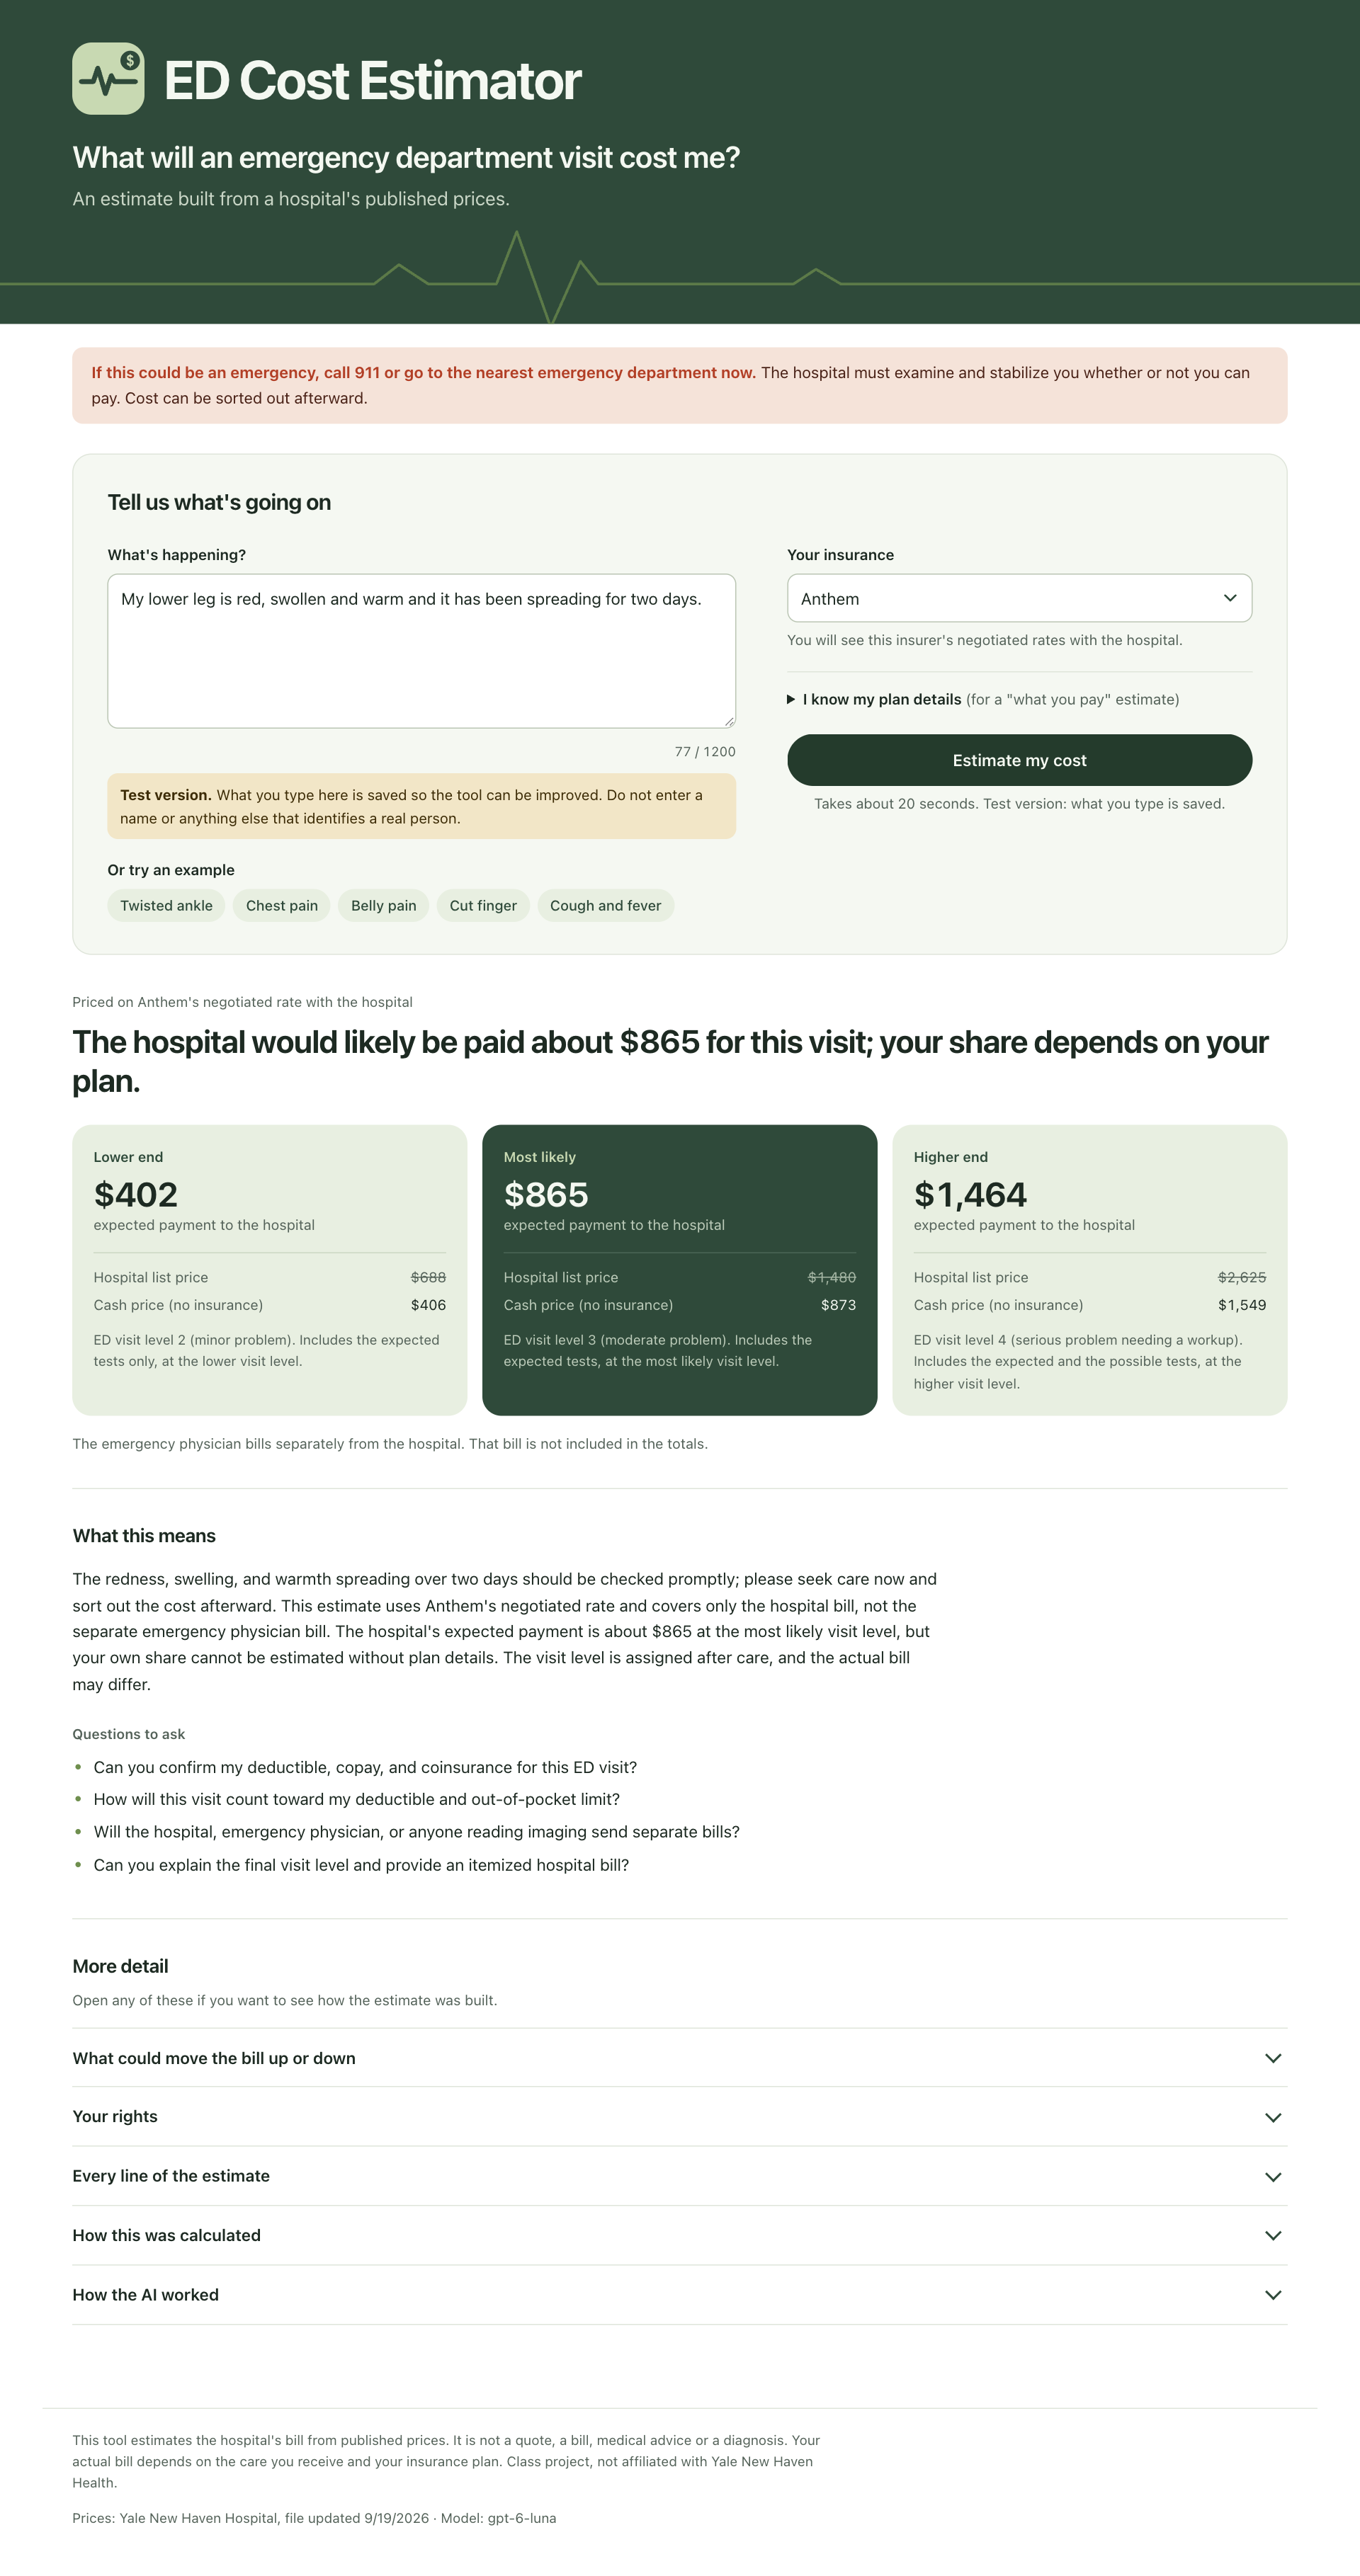 $
ED Cost Estimator
What will an emergency department visit cost me?
An estimate built from a hospital's published prices.
If this could be an emergency, call 911 or go to the nearest emergency department now. The hospital must examine and stabilize you whether or not you can
pay. Cost can be sorted out afterward.
Tell us what's going on
What's happening?
My lower leg is red, swollen and warm and it has been spreading for two days.
77 / 1200
Test version. What you type here is saved so the tool can be improved. Do not enter a
name or anything else that identifies a real person.
Or try an example
Twisted ankle
Chest pain
Belly pain
Cut finger
Cough and fever
Your insurance
Anthem
You will see this insurer's negotiated rates with the hospital.
I know my plan details (for a "what you pay" estimate)
Estimate my cost
Takes about 20 seconds. Test version: what you type is saved.
Priced on Anthem's negotiated rate with the hospital
The hospital would likely be paid about $865 for this visit; your share depends on your
plan.
Lower end
$402
expected payment to the hospital
Hospital list price $688
Cash price (no insurance) $406
ED visit level 2 (minor problem). Includes the expected
tests only, at the lower visit level.
Most likely
$865
expected payment to the hospital
Hospital list price $1,480
Cash price (no insurance) $873
ED visit level 3 (moderate problem). Includes the
expected tests, at the most likely visit level.
Higher end
$1,464
expected payment to the hospital
Hospital list price $2,625
Cash price (no insurance) $1,549
ED visit level 4 (serious problem needing a workup).
Includes the expected and the possible tests, at the
higher visit level.
The emergency physician bills separately from the hospital. That bill is not included in the totals.
What this means
The redness, swelling, and warmth spreading over two days should be checked promptly; please seek care now and
sort out the cost afterward. This estimate uses Anthem's negotiated rate and covers only the hospital bill, not the
separate emergency physician bill. The hospital's expected payment is about $865 at the most likely visit level, but
your own share cannot be estimated without plan details. The visit level is assigned after care, and the actual bill
may differ.
Questions to ask
• Can you confirm my deductible, copay, and coinsurance for this ED visit?
• How will this visit count toward my deductible and out-of-pocket limit?
• Will the hospital, emergency physician, or anyone reading imaging send separate bills?
• Can you explain the final visit level and provide an itemized hospital bill?
More detail
Open any of these if you want to see how the estimate was built.
What could move the bill up or down
Your rights
Every line of the estimate
How this was calculated
How the AI worked
This tool estimates the hospital's bill from published prices. It is not a quote, a bill, medical advice or a diagnosis. Your
actual bill depends on the care you receive and your insurance plan. Class project, not affiliated with Yale New Haven
Health.
Prices: Yale New Haven Hospital, file updated 9/19/2026 · Model: gpt-6-luna